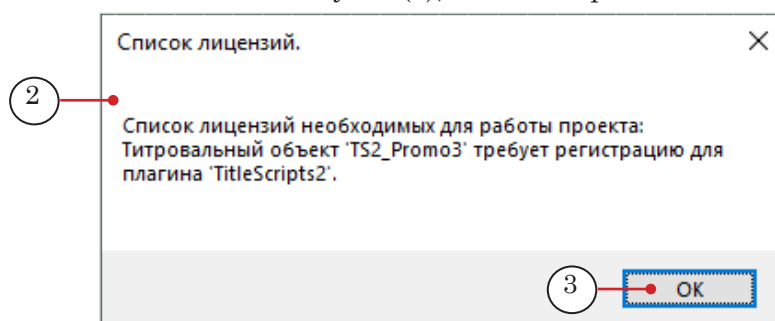 Список лицензий.
2
Список лицензий необходимых для работы проекта:
Титровальный объект 'TS2_Promo3' требует регистрацию для
плагина 'TitleScripts2'.
3
OK